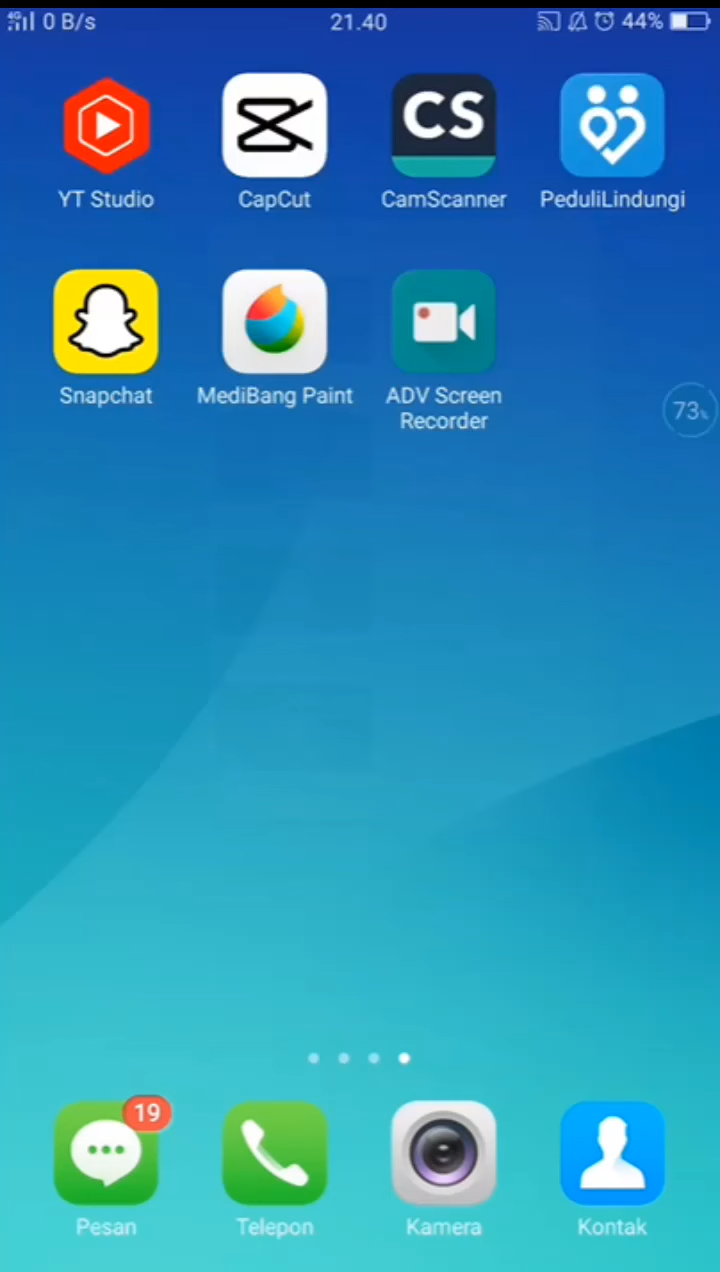 4G 0 B/s 21.40 44%
CS
YT Studio CapCut CamScanner PeduliLindungi
Snapchat MediBang Paint ADV Screen
Recorder
73%
19
Pesan Telepon Kamera Kontak